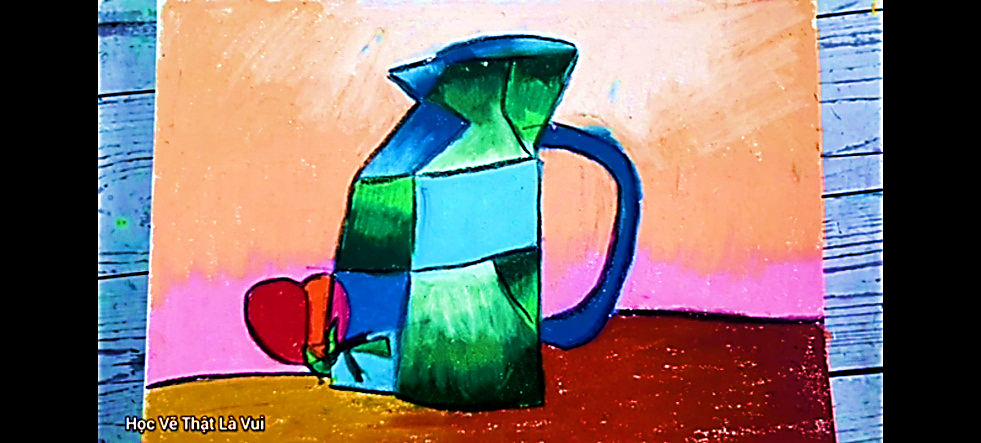 Học Vẽ Thật Là Vui